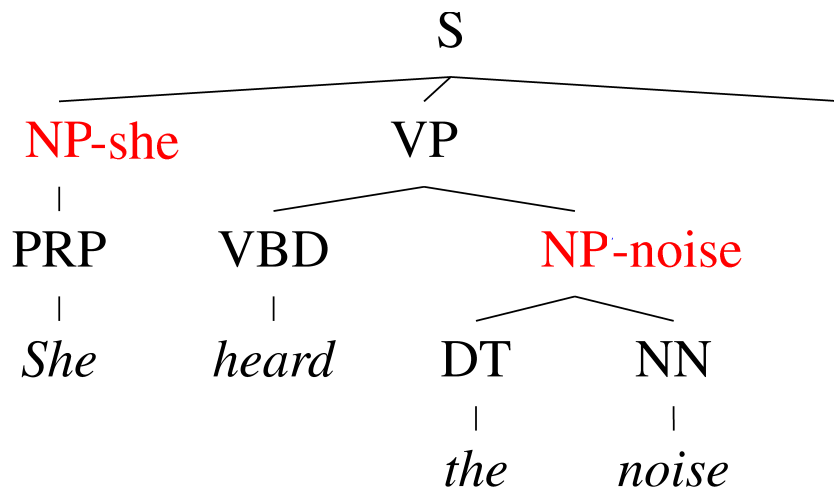 S
NP-she VP
PRP VBD NP-noise
She heard DT NN
the noise